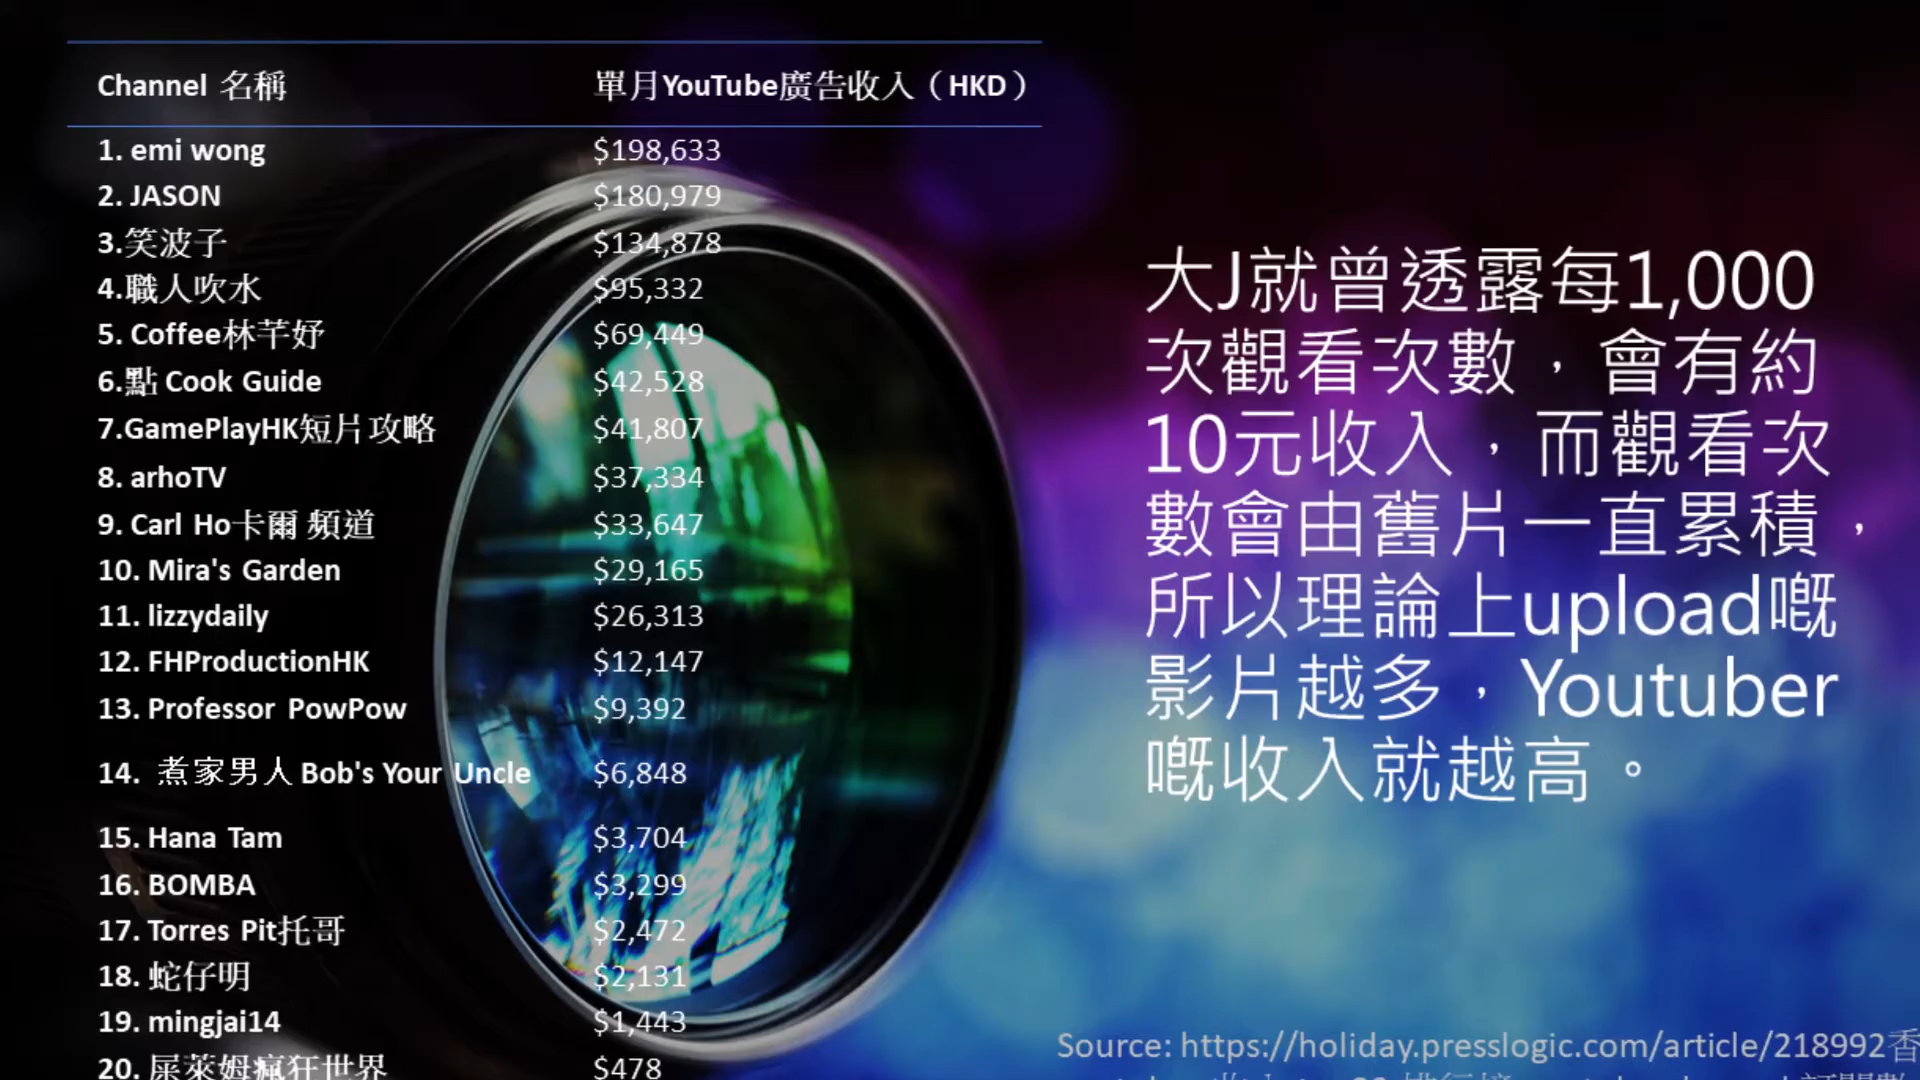 Channel 名稱 單月YouTube廣告收入（HKD）
1. emi wong $198,633
2. JASON $180,979
3.笑波子 $134,878
4.職人吹水 $95,332
5. Coffee林芊妤 $69,449
6.點 Cook Guide $42,528
7.GamePlayHK短片攻略 $41,807
8. arhoTV $37,334
9. Carl Ho卡爾 頻道 $33,647
10. Mira's Garden $29,165
11. lizzydaily $26,313
12. FHProductionHK $12,147
13. Professor PowPow $9,392
14. 煮家男人 Bob's Your Uncle $6,848
15. Hana Tam $3,704
16. BOMBA $3,299
17. Torres Pit托哥 $2,472
18. 蛇仔明 $2,131
19. mingjai14 $1,443
20. 屎萊姆瘋狂世界 $478
大J就曾透露每1,000
次觀看次數，會有約
10元收入，而觀看次
數會由舊片一直累積，
所以理論上upload嘅
影片越多，Youtuber
嘅收入就越高。
Source: https://holiday.presslogic.com/article/218992香